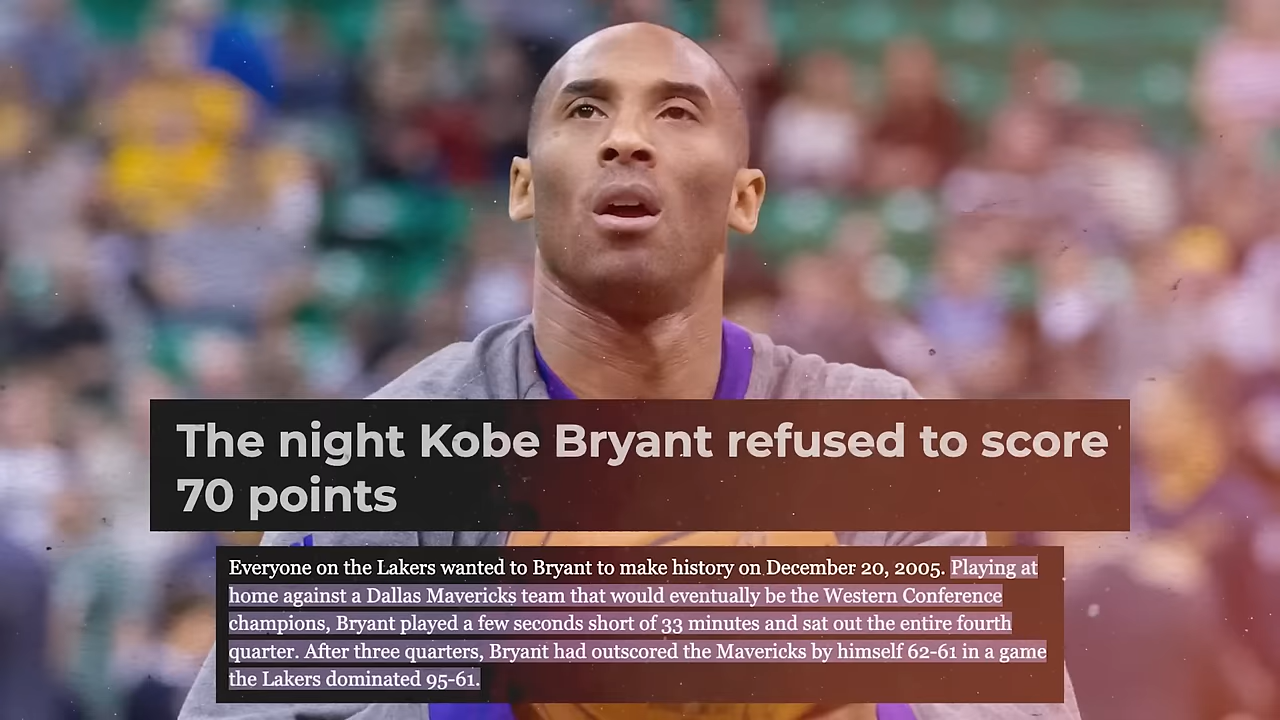 The night Kobe Bryant refused to score
70 points
Everyone on the Lakers wanted to Bryant to make history on December 20, 2005. Playing at
home against a Dallas Mavericks team that would eventually be the Western Conference
champions, Bryant played a few seconds short of 33 minutes and sat out the entire fourth
quarter. After three quarters, Bryant had outscored the Mavericks by himself 62-61 in a game
the Lakers dominated 95-61.